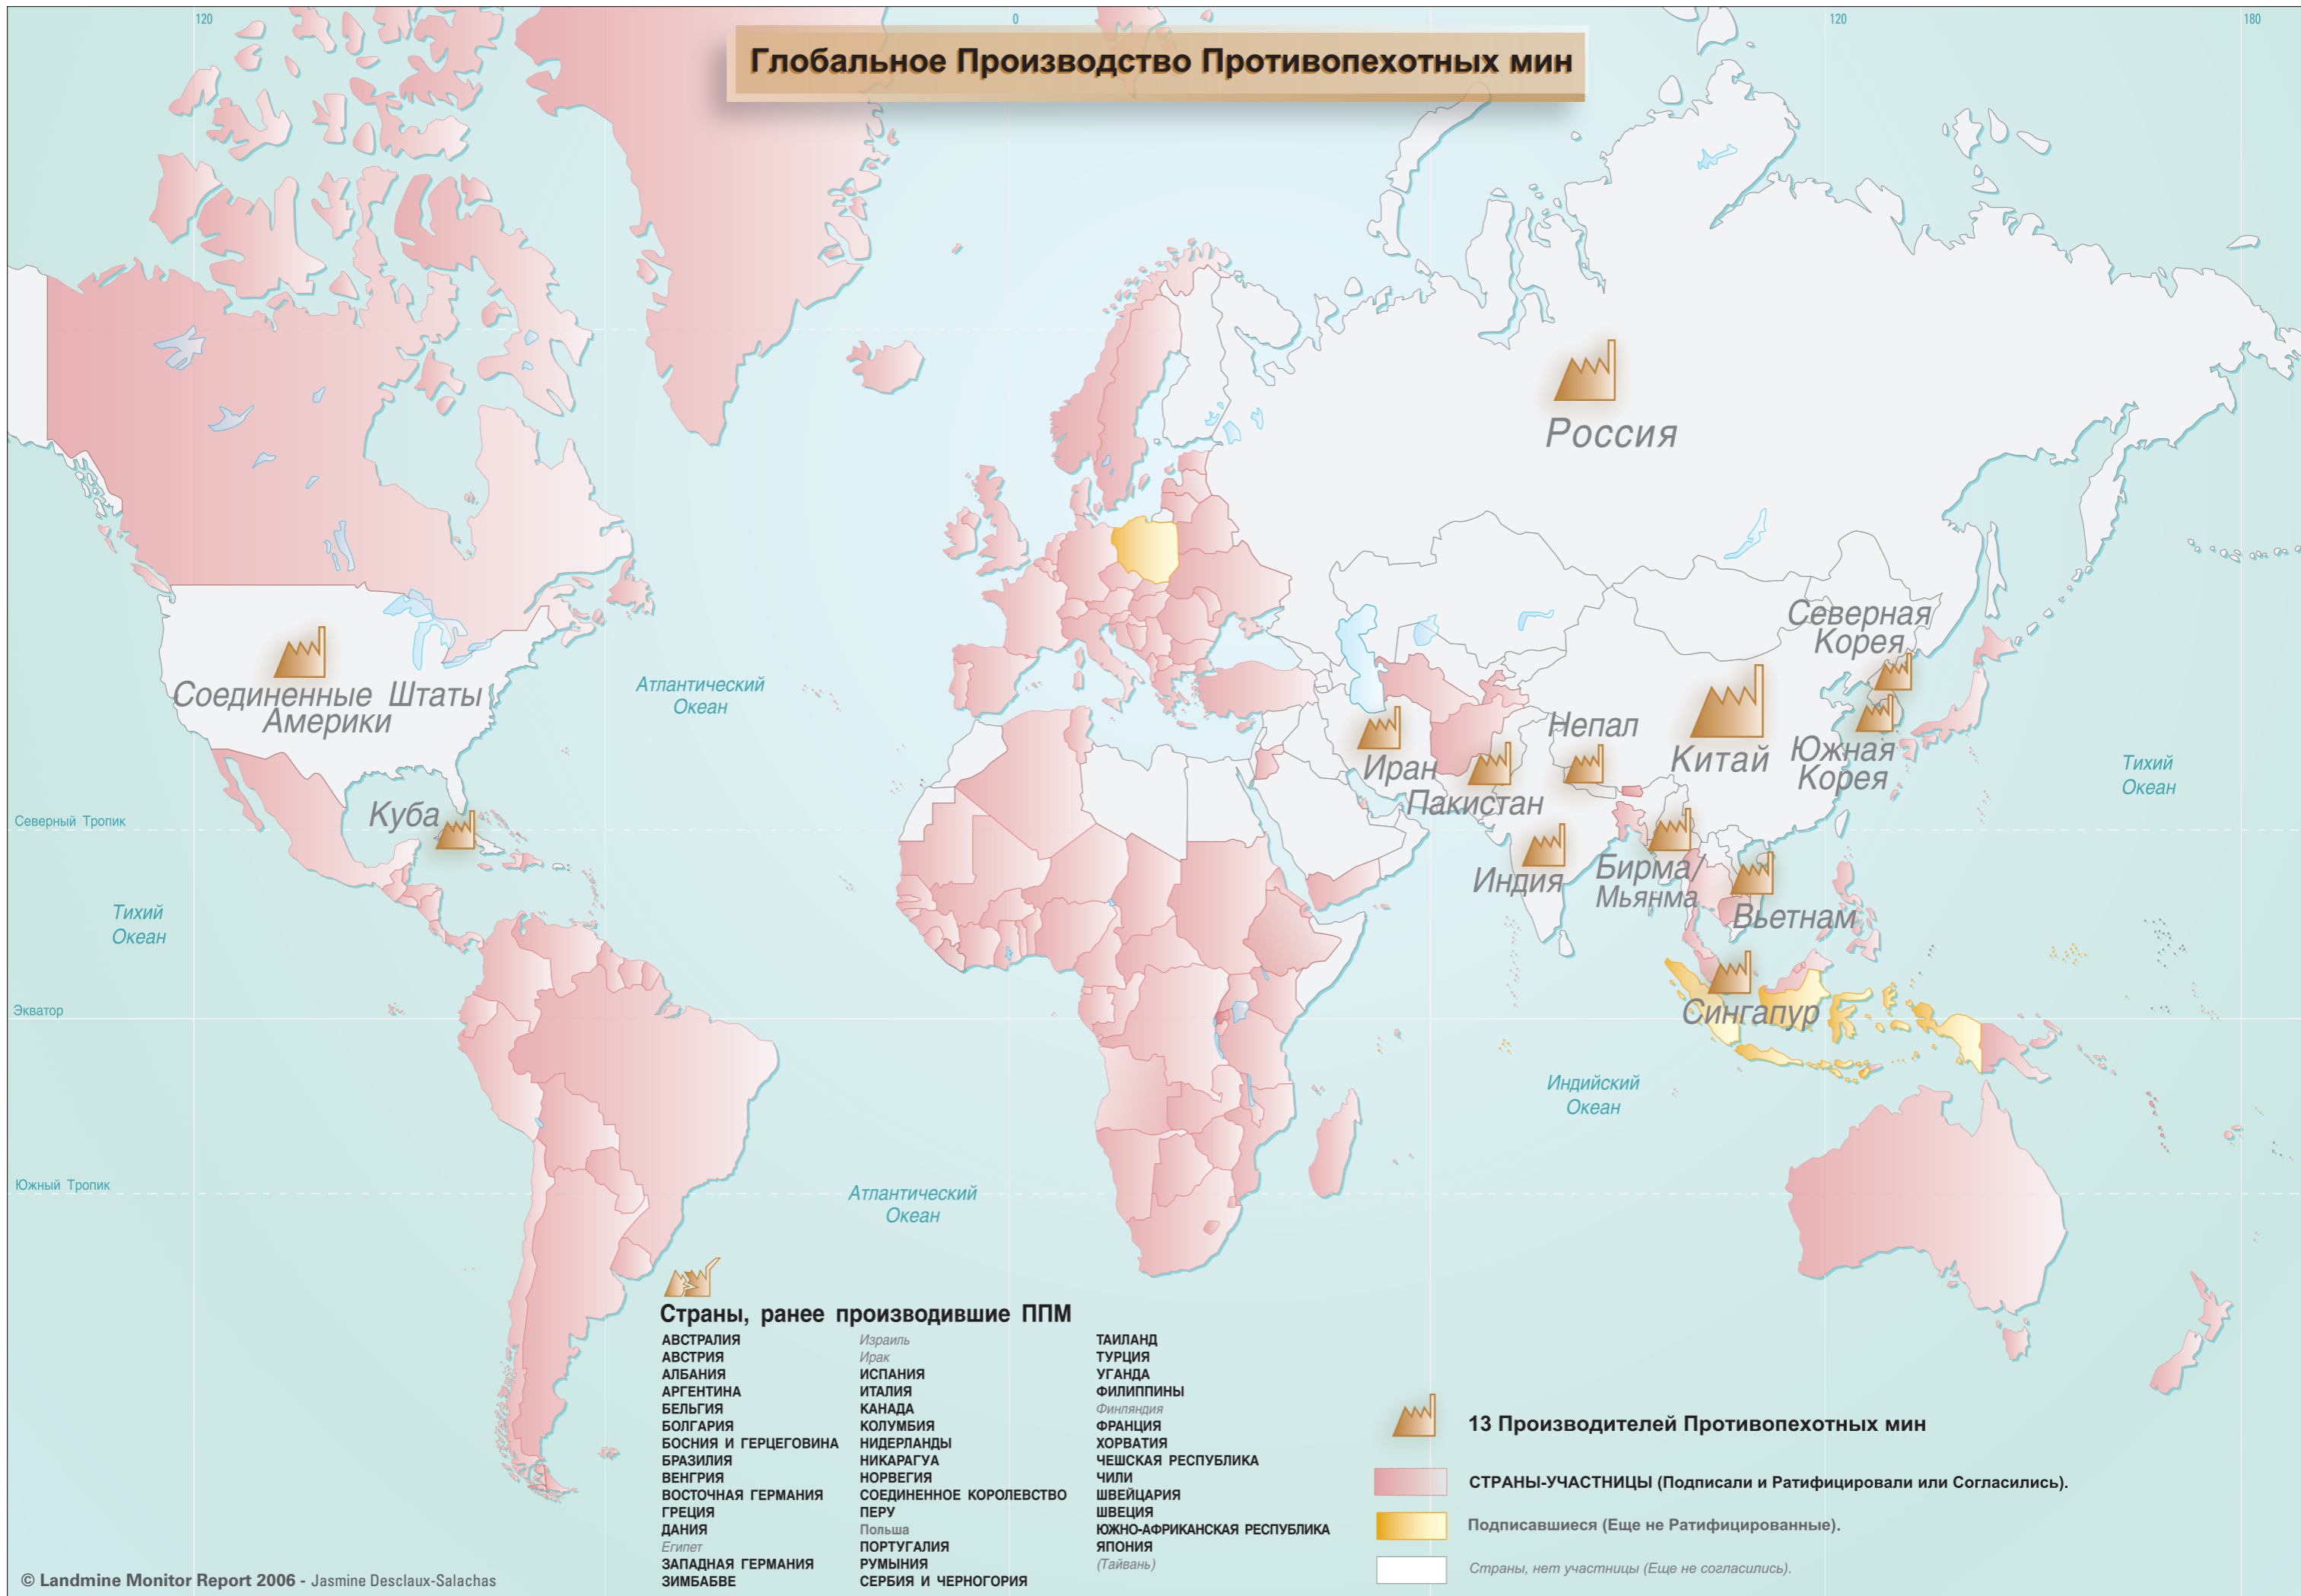 120
0
120
180
Глобальное Производство Противопехотных мин
Россия
Северная
Корея
Соединенные Штаты
Америки
Атлантический
Океан
Непал
Китай
Южная
Корея
Иран
Пакистан
Тихий
Океан
Куба
Северный Тропик
Индия
Бирма/
Мьянма
Вьетнам
Тихий
Океан
Сингапур
Экватор
Индийский
Океан
Южный Тропик
Атлантический
Океан
Страны, ранее производившие ППМ
АВСТРАЛИЯ
АВСТРИЯ
АЛБАНИЯ
АРГЕНТИНА
БЕЛЬГИЯ
БОЛГАРИЯ
БОСНИЯ И ГЕРЦЕГОВИНА
БРАЗИЛИЯ
ВЕНГРИЯ
ВОСТОЧНАЯ ГЕРМАНИЯ
ГРЕЦИЯ
ДАНИЯ
Египет
ЗАПАДНАЯ ГЕРМАНИЯ
ЗИМБАБВЕ
Израиль
Ирак
ИСПАНИЯ
ИТАЛИЯ
КАНАДА
КОЛУМБИЯ
НИДЕРЛАНДЫ
НИКАРАГУА
НОРВЕГИЯ
СОЕДИНЕННОЕ КОРОЛЕВСТВО
ПЕРУ
Польша
ПОРТУГАЛИЯ
РУМЫНИЯ
СЕРБИЯ И ЧЕРНОГОРИЯ
ТАИЛАНД
ТУРЦИЯ
УГАНДА
ФИЛИППИНЫ
Финляндия
ФРАНЦИЯ
ХОРВАТИЯ
ЧЕШСКАЯ РЕСПУБЛИКА
ЧИЛИ
ШВЕЙЦАРИЯ
ШВЕЦИЯ
ЮЖНО-АФРИКАНСКАЯ РЕСПУБЛИКА
ЯПОНИЯ
(Тайвань)
13 Производителей Противопехотных мин
СТРАНЫ-УЧАСТНИЦЫ (Подписали и Ратифицировали или Согласились).
Подписавшиеся (Еще не Ратифицированные).
Страны, нет участницы (Еще не согласились).
© Landmine Monitor Report 2006 - Jasmine Desclaux-Salachas